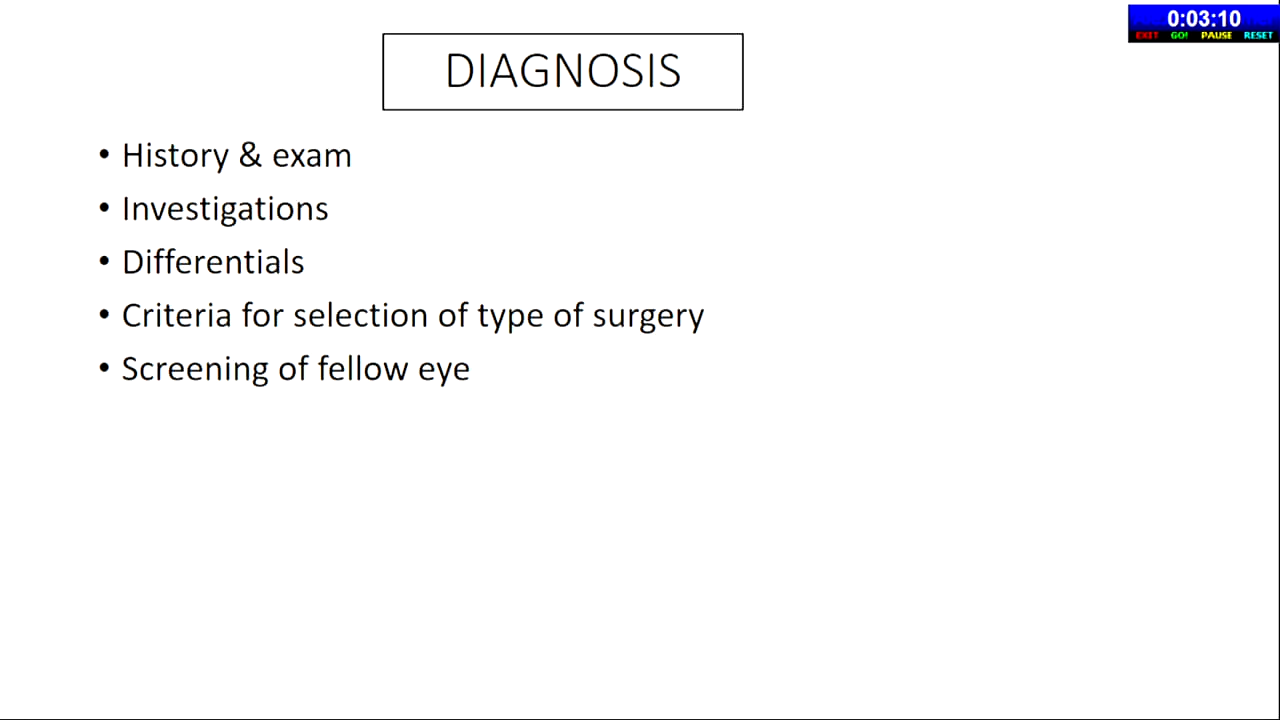 0:03:10
EXIT GO! PAUSE RESET
DIAGNOSIS
• History & exam
• Investigations
• Differentials
• Criteria for selection of type of surgery
• Screening of fellow eye